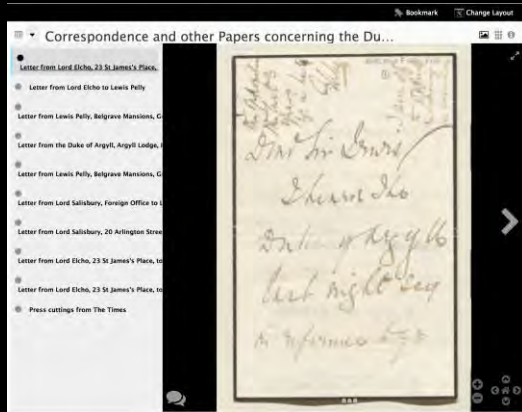 Bookmark
Change Layout
Correspondence and other Papers concerning the Du...
Letter from Lord Elcho, 23 St James's Place,
Letter from Lord Elcho to Lewis Pelly
Letter from Lewis Pelly, Belgrave Mansions, G
Letter from the Duke of Argyll, Argyll Lodge,
Letter from Lewis Pelly, Belgrave Mansions, G
Letter from Lord Salisbury, Foreign Office to L
Letter from Lord Salisbury, 20 Arlington Stree
Letter from Lord Elcho, 23 St James's Place, to
Letter from Lord Elcho, 23 St James's Place, to
Press cuttings from The Times
Dear Sir Lewis
I hear
Duke of Argyll
last night